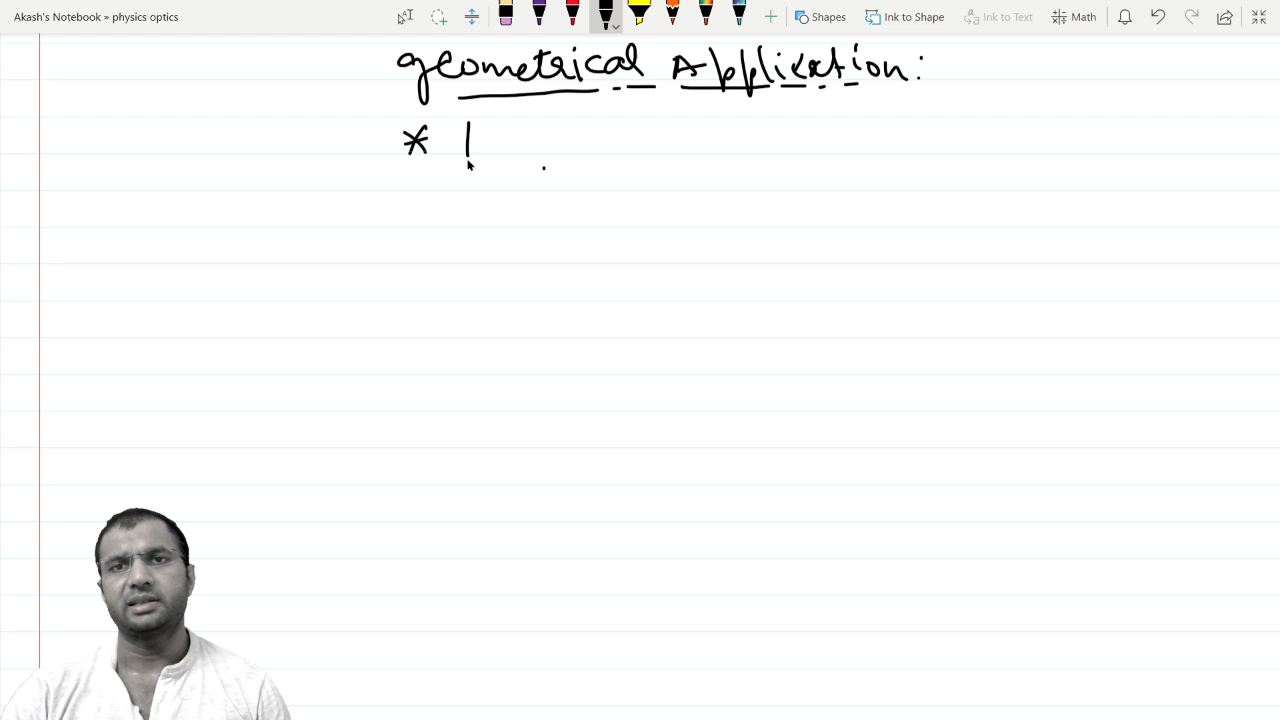 Akash's Notebook » physics optics
Shapes
Ink to Shape
Ink to Text
Math
geometrical Application:
* |